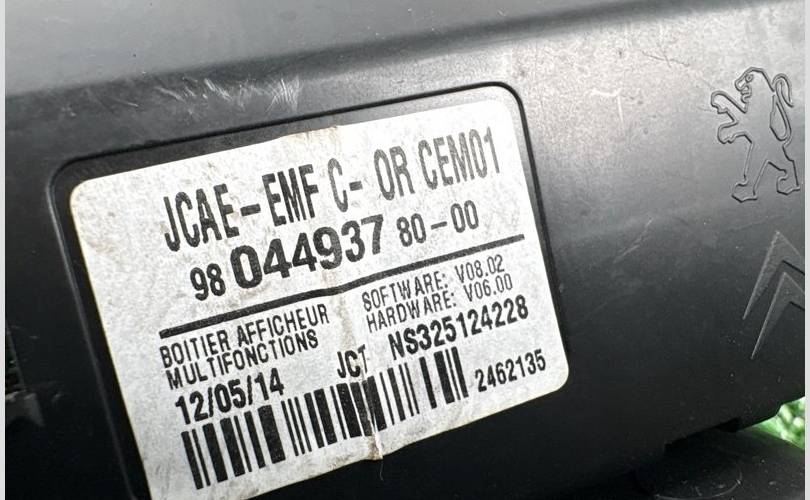 JCAE-EMF C- OR CEM01
98 044937 80-00
BOITIER AFFICHEUR
MULTIFONCTIONS
SOFTWARE: V08.02
HARDWARE: V06.00
12/05/14 JCT NS325124228
2462135